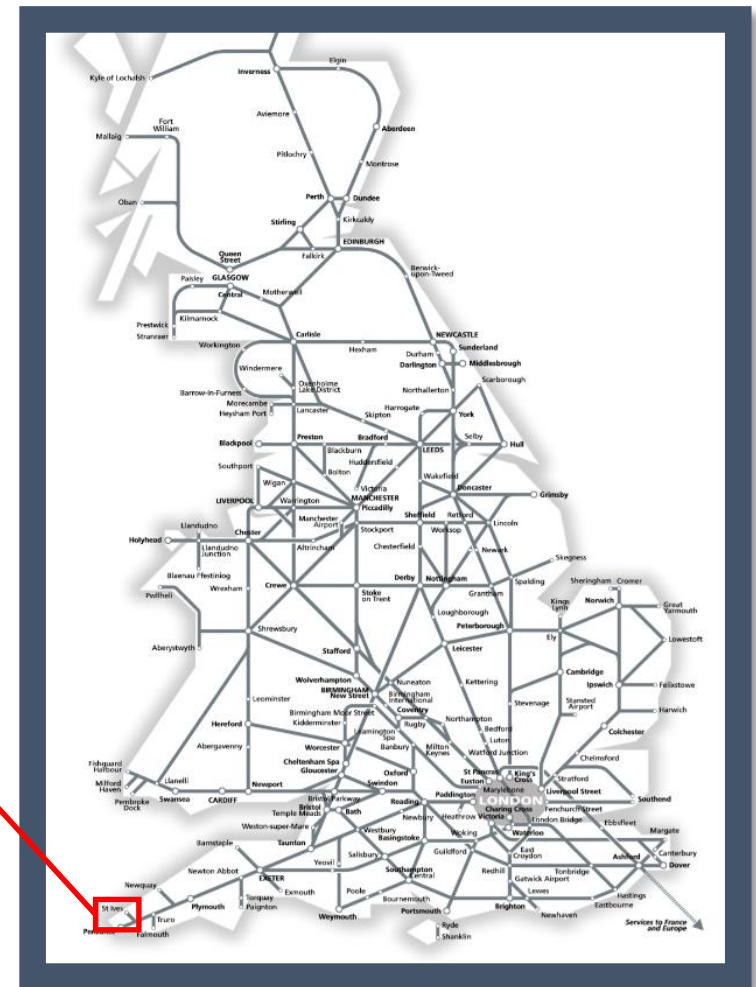 Elgin
Inverness
Kyle of Lochalsh
Aviemore
Fort
William
Aberdeen
Mallaig
Pitlochry
Montrose
Perth
Dundee
Oban
Kirkcaldy
Stirling
EDINBURGH
Queen
Street
Falkirk
Berwick-
upon-Tweed
Paisley
GLASGOW
Central
Motherwell
Prestwick
Kilmarnock
Stranraer
Carlisle
NEWCASTLE
Workington
Hexham
Sunderland
Durham
Darlington
Middlesbrough
Windermere
Oxenholme
Lake District
Scarborough
Barrow-in-Furness
Northallerton
Morecambe
Heysham Port
Lancaster
Harrogate
York
Skipton
Blackpool
Preston
Bradford
Selby
Hull
Blackburn
LEEDS
Southport
Huddersfield
Bolton
Wakefield
Wigan
Victoria
Doncaster
Grimsby
LIVERPOOL
Warrington
MANCHESTER
Piccadilly
Manchester
Airport
Sheffield
Retford
Lincoln
Llandudno
Stockport
Worksop
Holyhead
Chester
Llandudno
Junction
Altrincham
Chesterfield
Newark
Skegness
Blaenau Ffestiniog
Wrexham
Crewe
Derby
Nottingham
Spalding
Sheringham
Cromer
Pwllheli
Stoke
on Trent
Grantham
Kings
Lynn
Norwich
Great
Yarmouth
Loughborough
Shrewsbury
Peterborough
Ely
Lowestoft
Aberystwyth
Stafford
Leicester
Wolverhampton
Nuneaton
Kettering
Cambridge
BIRMINGHAM
New Street
Birmingham
International
Ipswich
Felixstowe
Leominster
Coventry
Stevenage
Stansted
Airport
Harwich
Birmingham Moor Street
Kidderminster
Rugby
Northampton
Hereford
Leamington
Spa
Bedford
Colchester
Abergavenny
Worcester
Banbury
Milton
Keynes
Luton
Watford Junction
Chelmsford
Fishguard
Harbour
Cheltenham Spa
Gloucester
Oxford
St Pancras
Euston
King's
Cross
Stratford
Milford
Haven
Llanelli
Newport
Swindon
Marylebone
Liverpool Street
Pembroke
Dock
Swansea
CARDIFF
Bristol Parkway
Reading
Paddington
LONDON
Southend
Bristol
Temple Meads
Bath
Newbury
Heathrow
Victoria
Charing Cross
Fenchurch Street
London Bridge
Ebbsfleet
Weston-super-Mare
Westbury
Basingstoke
Woking
Waterloo
Margate
Barnstaple
Taunton
Salisbury
Guildford
East
Croydon
Canterbury
Newton Abbot
Yeovil
Southampton
Central
Redhill
Gatwick Airport
Tonbridge
Ashford
Dover
Newquay
EXETER
Exmouth
Poole
Bournemouth
Lewes
Hastings
Eastbourne
St Ives
Plymouth
Torquay
Paignton
Weymouth
Portsmouth
Brighton
Newhaven
Truro
Falmouth
Ryde
Shanklin
Services to France
and Europe